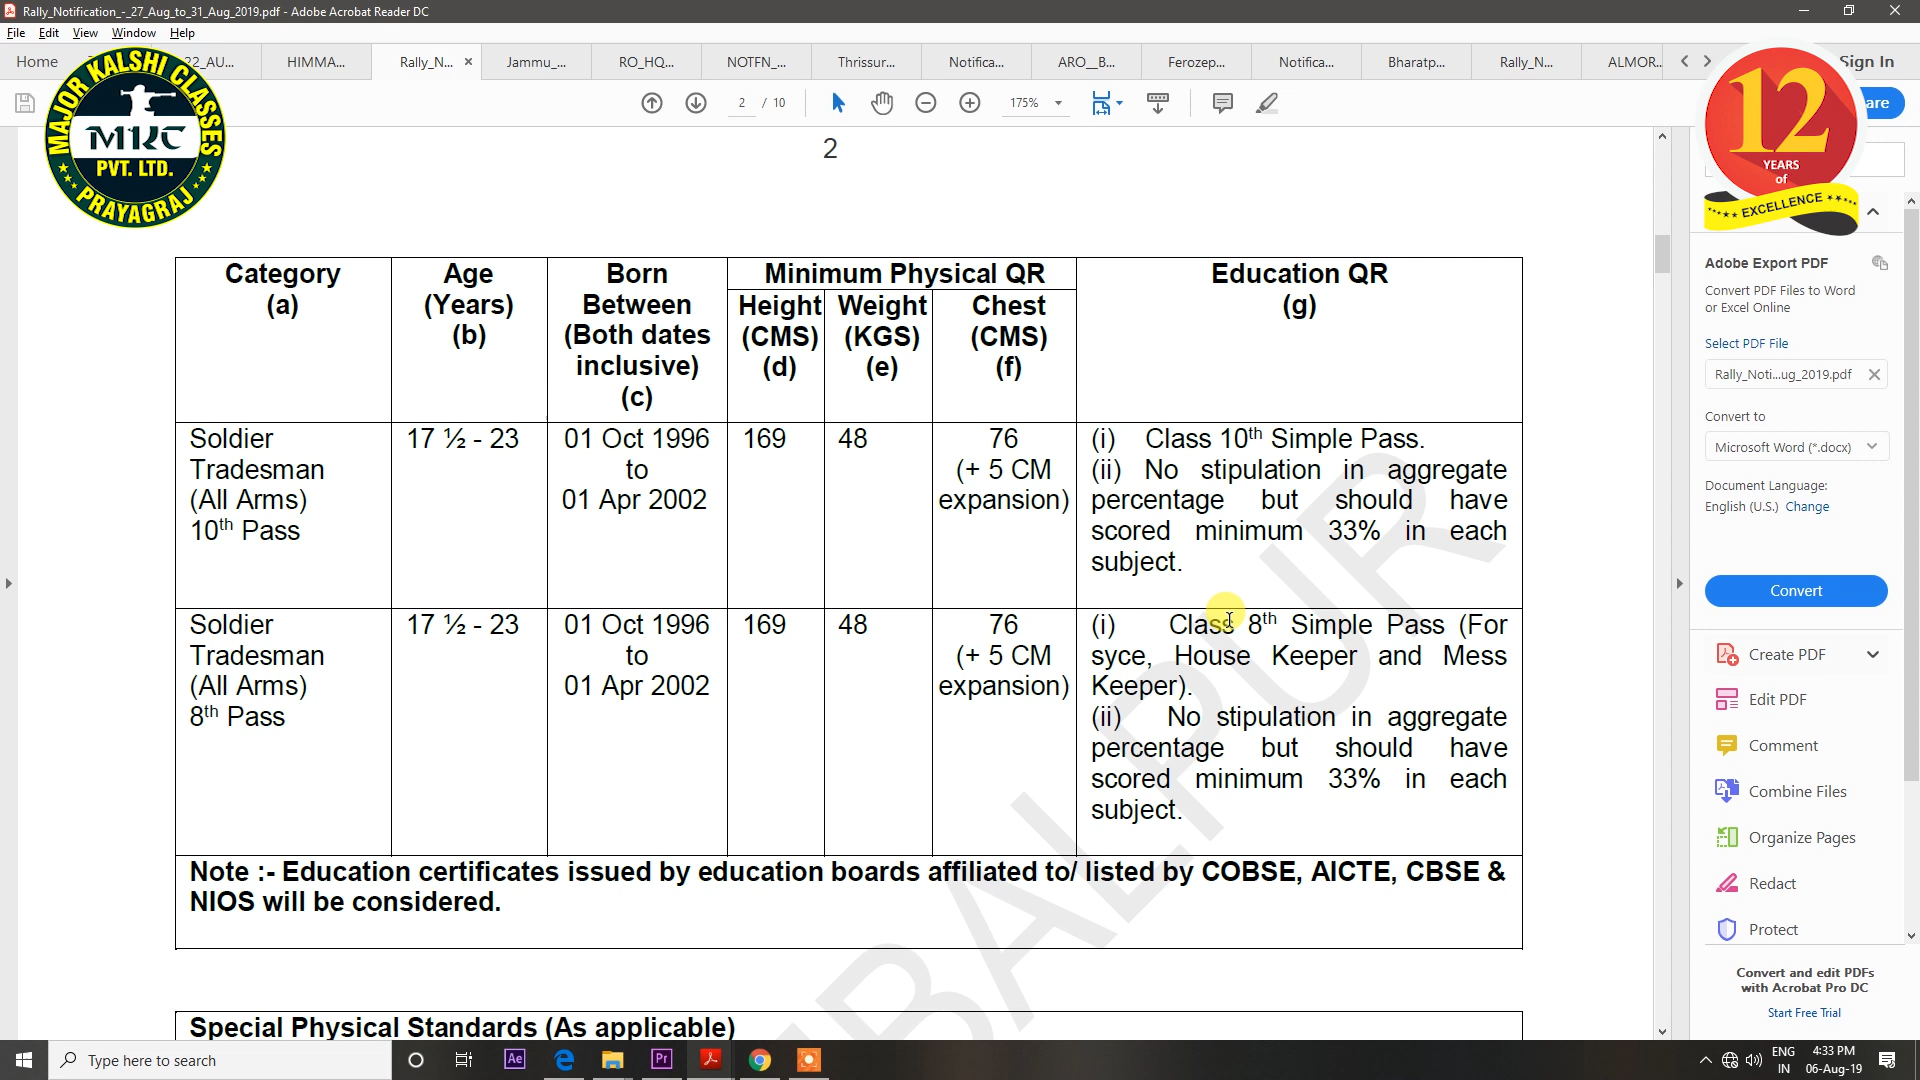 Rally_Notification_-_27_Aug_to_31_Aug_2019.pdf - Adobe Acrobat Reader DC
File Edit View Window Help
Home
22_AU...
HIMMA...
Rally_N...
Jammu_...
RO_HQ...
NOTFN_...
Thrissur...
Notifica...
ARO__B...
Ferozep...
Notifica...
Bharatp...
Rally_N...
ALMOR...
Sign In
2 / 10
175%
MAJOR KALSHI CLASSES
MKC
PVT. LTD.
PRAYAGRAJ
12
YEARS
of
EXCELLENCE
2
Category
(a)
Age
(Years)
(b)
Born
Between
(Both dates
inclusive)
(c)
Minimum Physical QR
Height
(CMS)
(d)
Weight
(KGS)
(e)
Chest
(CMS)
(f)
Education QR
(g)
Soldier
Tradesman
(All Arms)
10th Pass
17 ½ - 23
01 Oct 1996
to
01 Apr 2002
169
48
76
(+ 5 CM
expansion)
(i) Class 10th Simple Pass.
(ii) No stipulation in aggregate
percentage but should have
scored minimum 33% in each
subject.
Soldier
Tradesman
(All Arms)
8th Pass
17 ½ - 23
01 Oct 1996
to
01 Apr 2002
169
48
76
(+ 5 CM
expansion)
(i) Class 8th Simple Pass (For
syce, House Keeper and Mess
Keeper).
(ii) No stipulation in aggregate
percentage but should have
scored minimum 33% in each
subject.
Note :- Education certificates issued by education boards affiliated to/ listed by COBSE, AICTE, CBSE &
NIOS will be considered.
Special Physical Standards (As applicable)
BALPUR
Adobe Export PDF
Convert PDF Files to Word
or Excel Online
Select PDF File
Rally_Noti...ug_2019.pdf
Convert to
Microsoft Word (*.docx)
Document Language:
English (U.S.) Change
Convert
Create PDF
Edit PDF
Comment
Combine Files
Organize Pages
Redact
Protect
Convert and edit PDFs
with Acrobat Pro DC
Start Free Trial
Type here to search
Ae
Pr
ENG
IN
4:33 PM
06-Aug-19